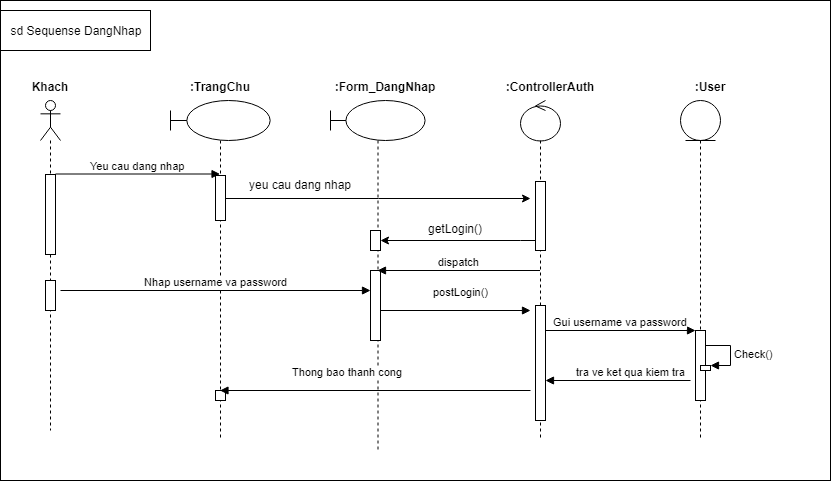 sd Sequense DangNhap
Khach
:TrangChu
:Form_DangNhap
:ControllerAuth
:User
Yeu cau dang nhap
yeu cau dang nhap
getLogin()
dispatch
Nhap username va password
postLogin()
Gui username va password
Check()
Thong bao thanh cong
tra ve ket qua kiem tra